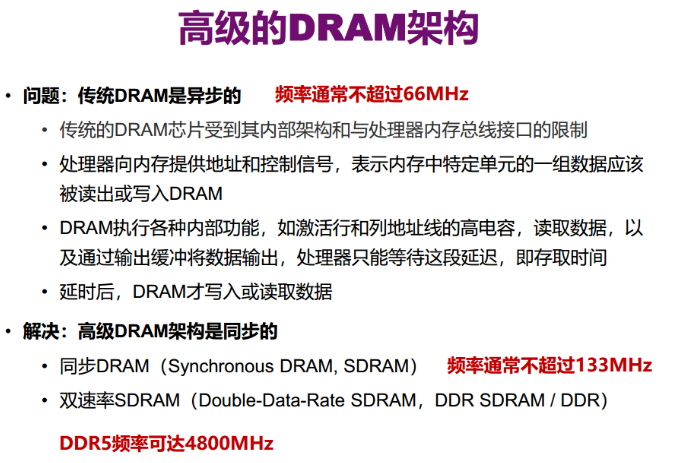 高级的DRAM架构
• 问题：传统DRAM是异步的 频率通常不超过66MHz
• 传统的DRAM芯片受到其内部架构和与处理器内存总线接口的限制
• 处理器向内存提供地址和控制信号，表示内存中特定单元的一组数据应该
被读出或写入DRAM
• DRAM执行各种内部功能，如激活行和列地址线的高电容，读取数据，以
及通过输出缓冲将数据输出，处理器只能等待这段延迟，即存取时间
• 延时后，DRAM才写入或读取数据
• 解决：高级DRAM架构是同步的
• 同步DRAM（Synchronous DRAM, SDRAM） 频率通常不超过133MHz
• 双速率SDRAM（Double-Data-Rate SDRAM，DDR SDRAM / DDR）
DDR5频率可达4800MHz